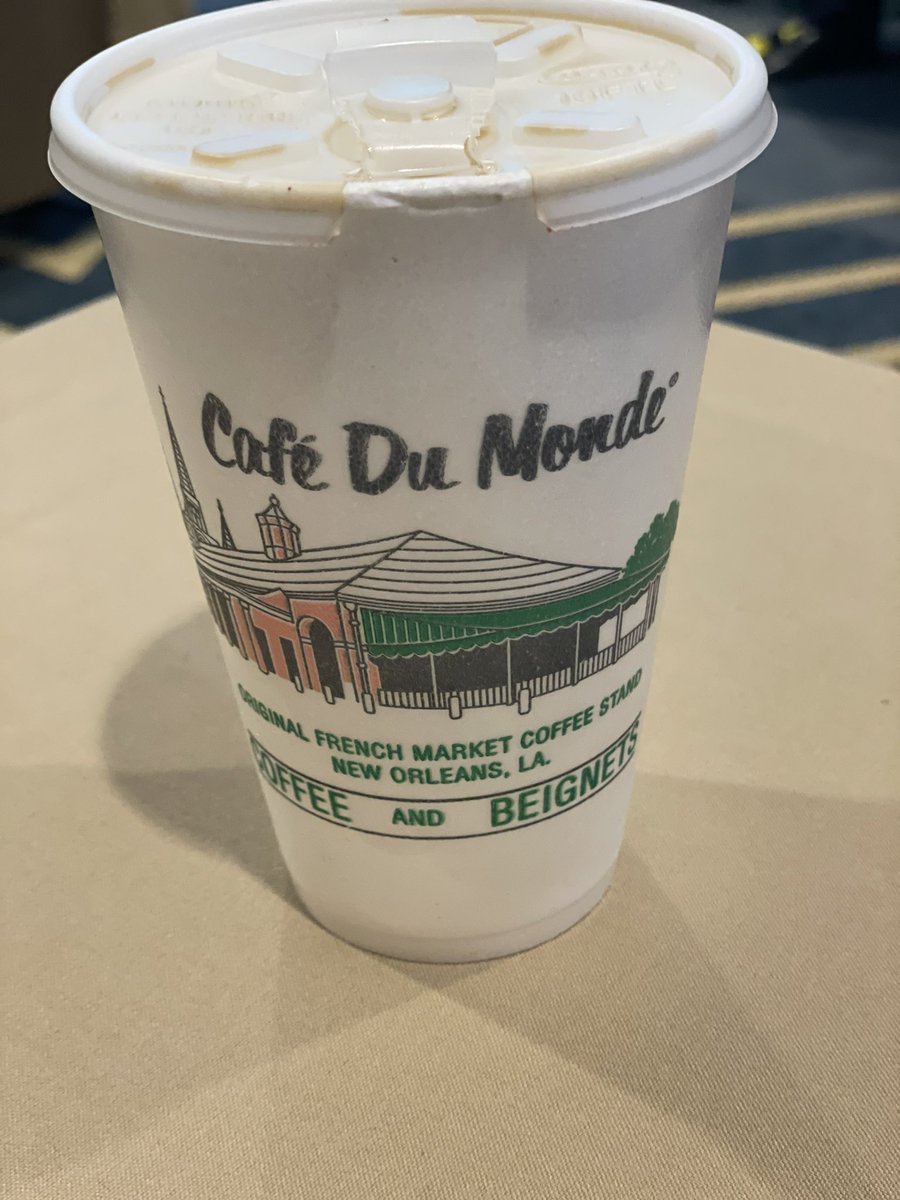 Café Du Monde®
ORIGINAL FRENCH MARKET COFFEE STAND
NEW ORLEANS, LA.
COFFEE AND BEIGNETS